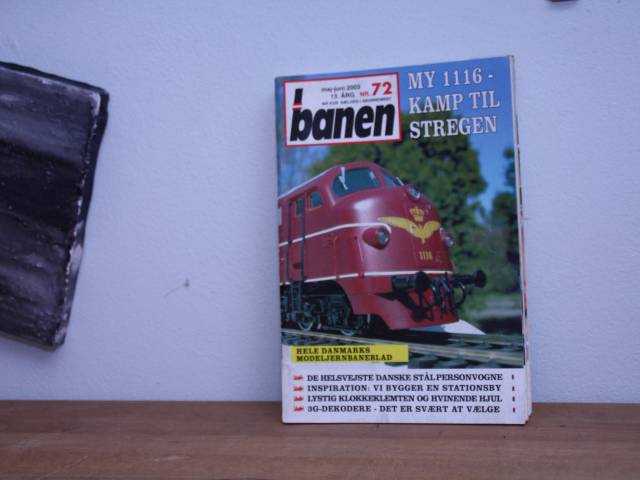 maj-juni 2003
13. ÅRG. NR. 72
banen
MY 1116 -
KAMP TIL
STREGEN
1116
HELE DANMARKS
MODELJERNBANEBLAD
DE HELSVEJSTE DANSKE STÅLPERSONVOGNE
INSPIRATION: VI BYGGER EN STATIONSBY
LYSTIG KLOKKEKLEMTEN OG HVINENDE HJUL
3G-DEKODERE - DET ER SVÆRT AT VÆLGE